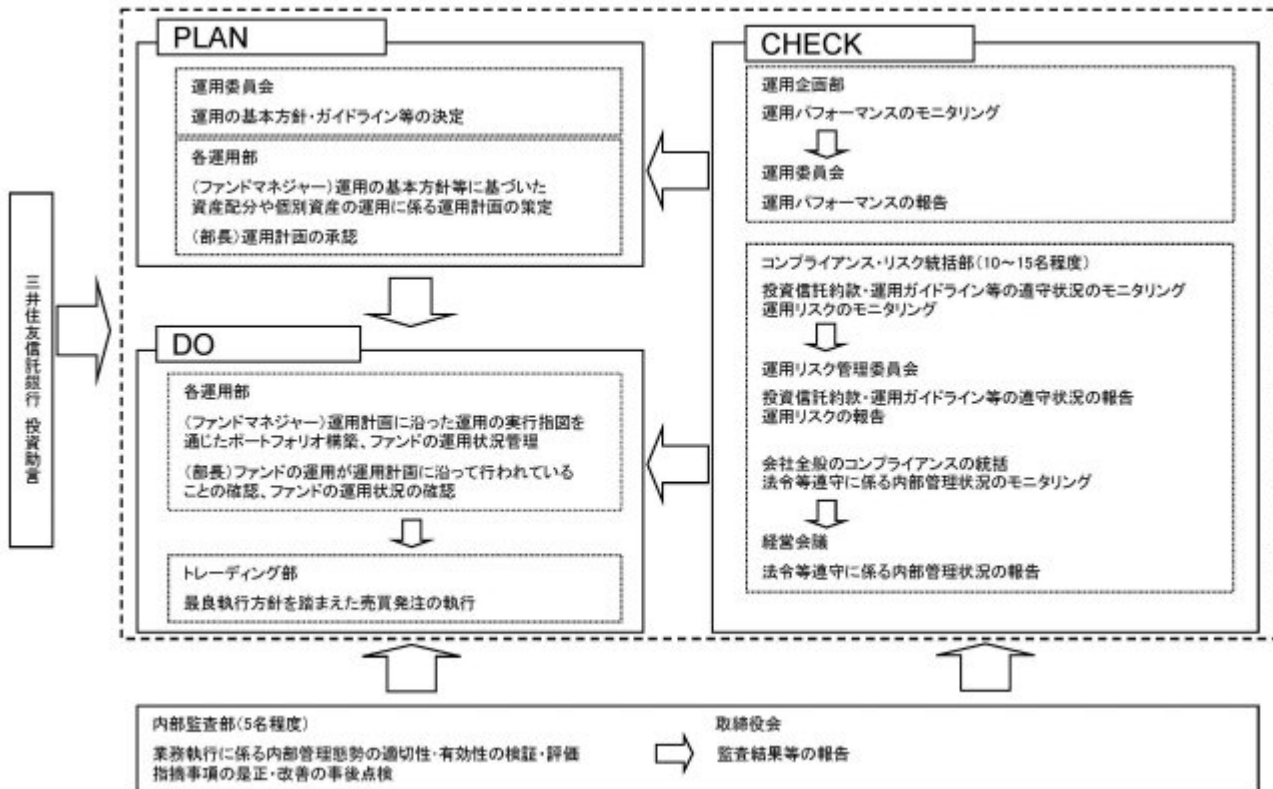 三井住友信託銀行 投資助言
PLAN
運用委員会
運用の基本方針・ガイドライン等の決定
各運用部
(ファンドマネジャー)運用の基本方針等に基づいた
資産配分や個別資産の運用に係る運用計画の策定
(部長)運用計画の承認
DO
各運用部
(ファンドマネジャー)運用計画に沿った運用の実行指図を
通じたポートフォリオ構築、ファンドの運用状況管理
(部長)ファンドの運用が運用計画に沿って行われている
ことの確認、ファンドの運用状況の確認
トレーディング部
最良執行方針を踏まえた売買発注の執行
CHECK
運用企画部
運用パフォーマンスのモニタリング
運用委員会
運用パフォーマンスの報告
コンプライアンス・リスク統括部(10～15名程度)
投資信託約款・運用ガイドライン等の遵守状況のモニタリング
運用リスクのモニタリング
運用リスク管理委員会
投資信託約款・運用ガイドライン等の遵守状況の報告
運用リスクの報告
会社全般のコンプライアンスの統括
法令等遵守に係る内部管理状況のモニタリング
経営会議
法令等遵守に係る内部管理状況の報告
内部監査部(5名程度)
業務執行に係る内部管理態勢の適切性・有効性の検証・評価
指摘事項の是正・改善の事後点検
取締役会
監査結果等の報告